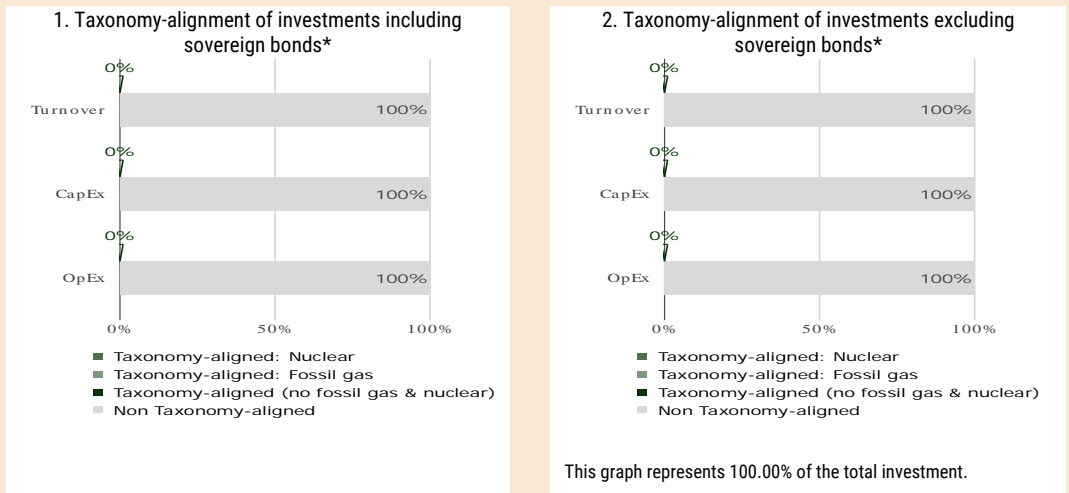 1. Taxonomy-alignment of investments including
sovereign bonds*
0%
Turnover 100%
0%
CapEx 100%
0%
OpEx 100%
0% 50% 100%
Taxonomy-aligned: Nuclear
Taxonomy-aligned: Fossil gas
Taxonomy-aligned (no fossil gas & nuclear)
Non Taxonomy-aligned
2. Taxonomy-alignment of investments excluding
sovereign bonds*
0%
Turnover 100%
0%
CapEx 100%
0%
OpEx 100%
0% 50% 100%
Taxonomy-aligned: Nuclear
Taxonomy-aligned: Fossil gas
Taxonomy-aligned (no fossil gas & nuclear)
Non Taxonomy-aligned
This graph represents 100.00% of the total investment.